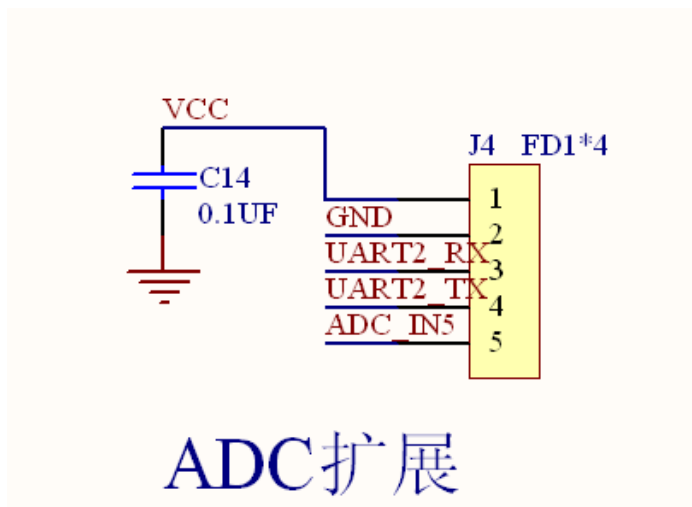 VCC
J4 FD1*4
C14
0.1UF
1
GND
2
UART2_RX
3
UART2_TX
4
ADC_IN5
5
ADC扩展